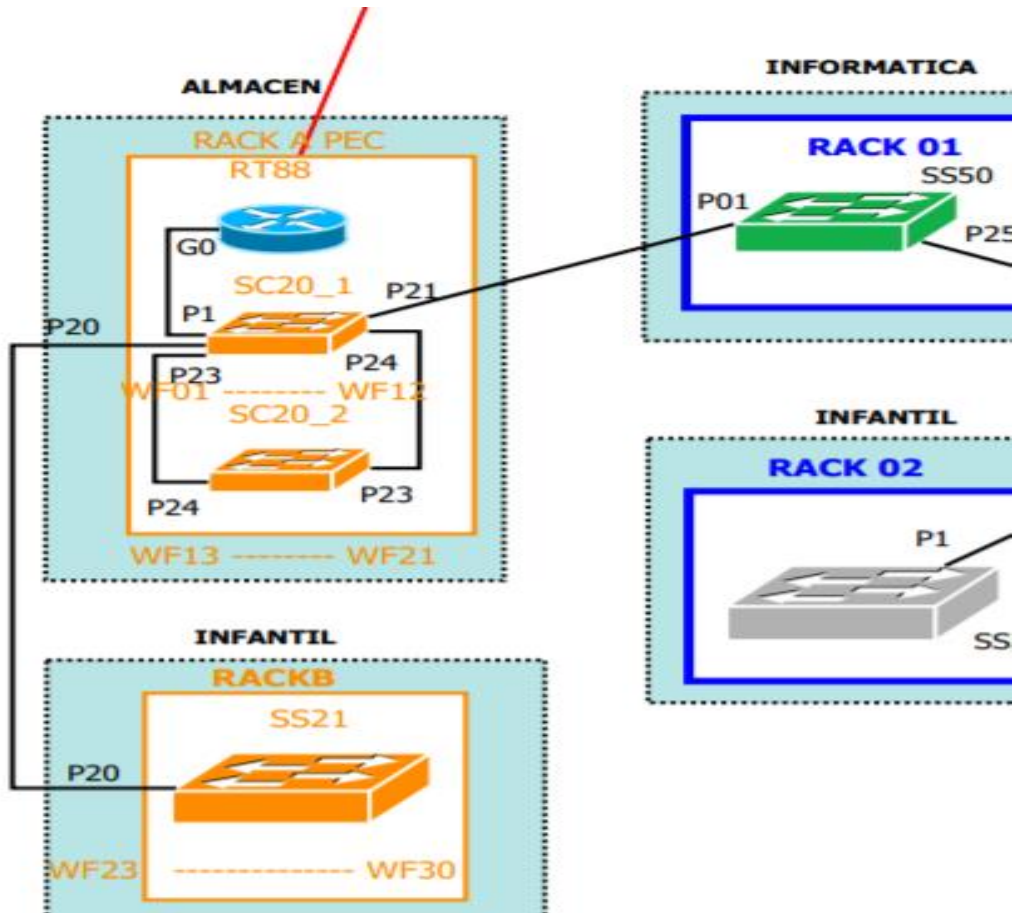 ALMACEN
RACK A PEC
RT88
G0
SC20_1
P21
P1
P20
P24
P23
WF01 -------- WF12
SC20_2
P23
P24
WF13 -------- WF21
INFANTIL
RACKB
SS21
P20
WF23 -------------- WF30
INFORMATICA
RACK 01
SS50
P01
P25
INFANTIL
RACK 02
P1